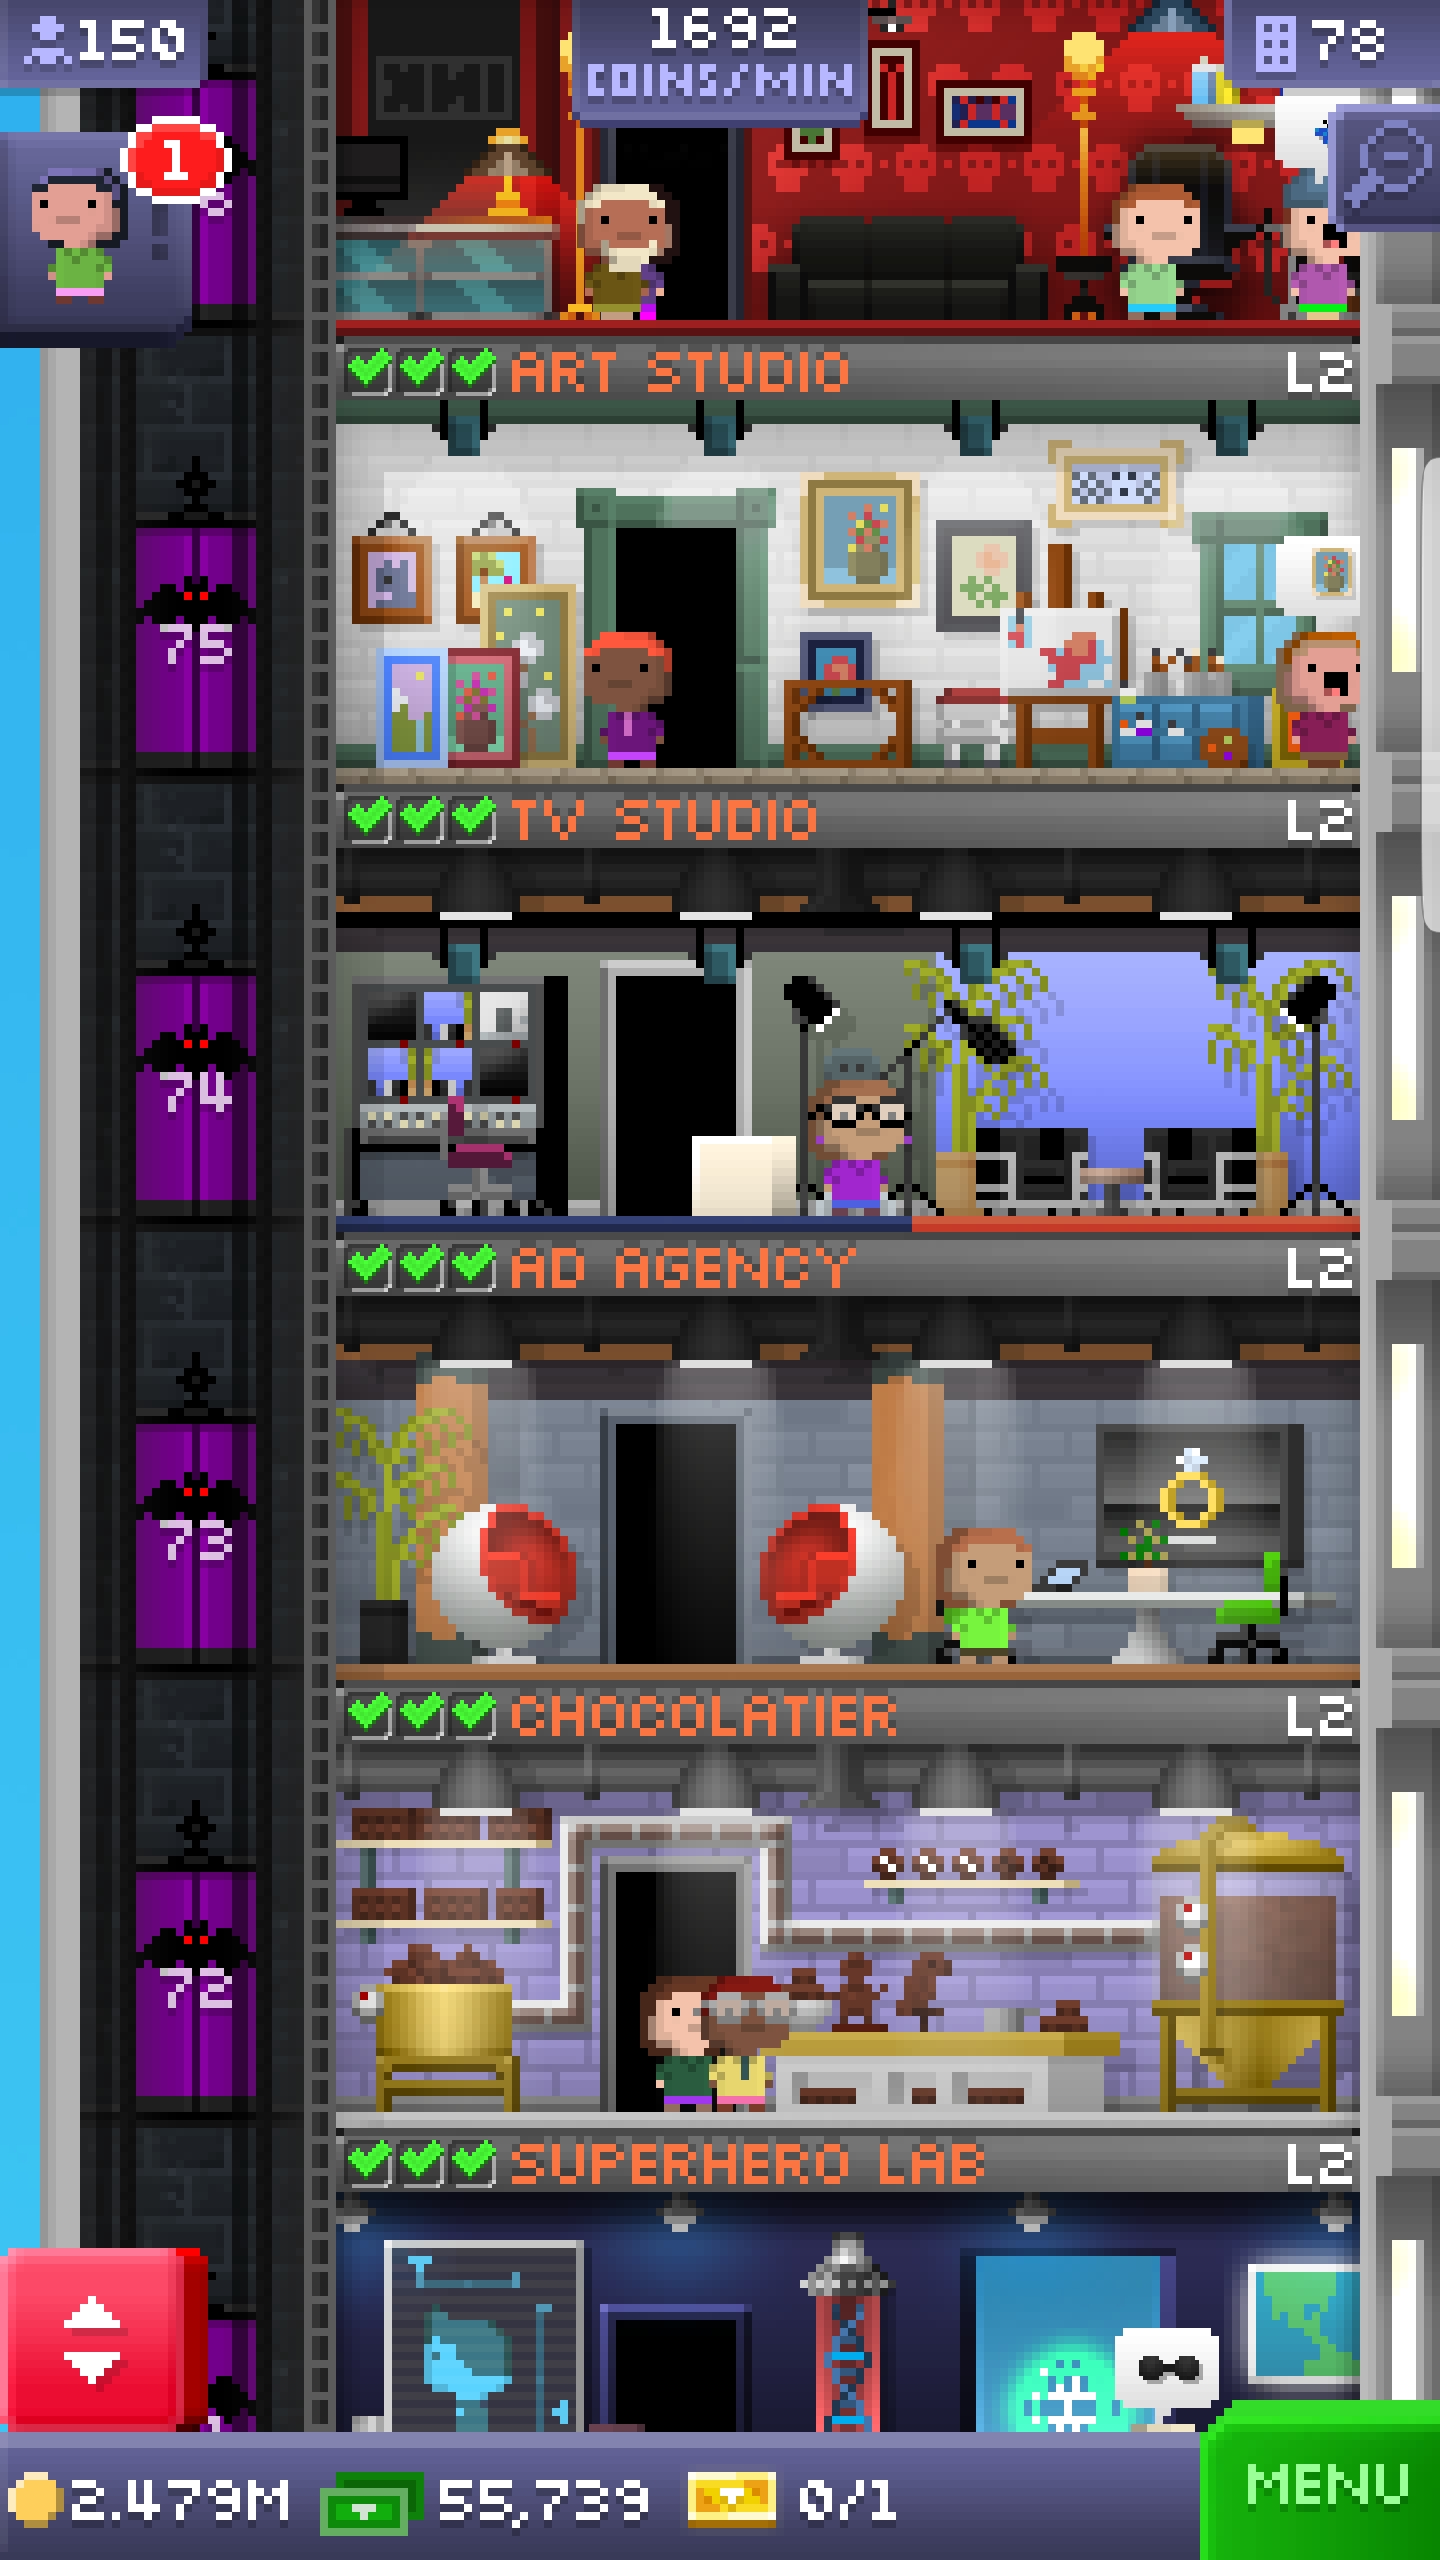 150
1692
COINS/MIN
78
1
INK
ART STUDIO L2
75
TV STUDIO L2
74
AD AGENCY L2
73
CHOCOLATIER L2
72
SUPERHERO LAB L2
2.479M 55,739 0/1
MENU